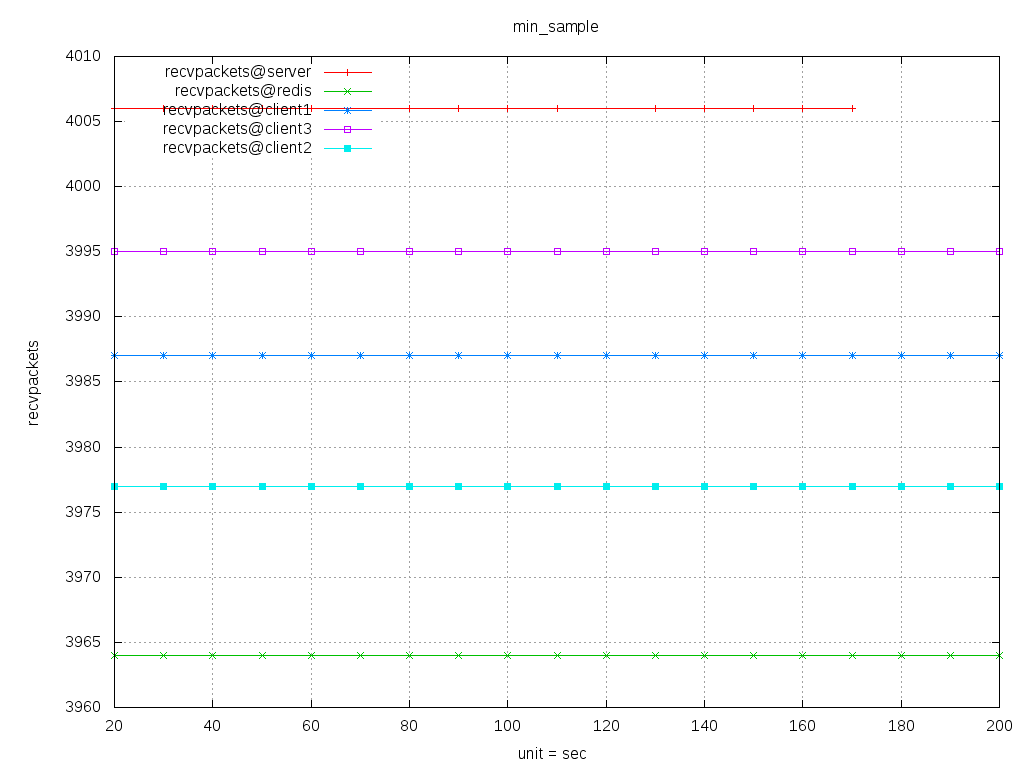 min_sample
4010
recvpackets@server
recvpackets@redis
recvpackets@client1
4005
recvpackets@client3
recvpackets@client2
4000
3995
3990
recvpackets
3985
3980
3975
3970
3965
3960
20 40 60 80 100 120 140 160 180 200
unit = sec